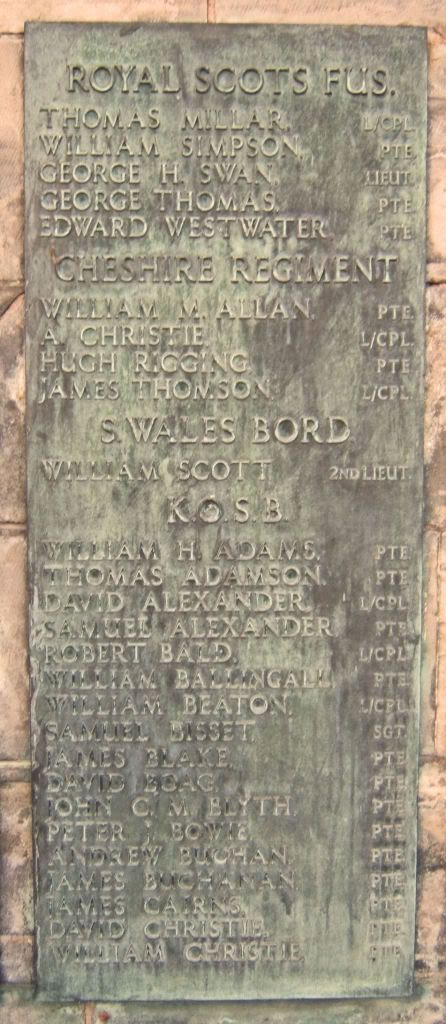 ROYAL SCOTS FUS.
THOMAS MILLAR. L/CPL.
WILLIAM SIMPSON. PTE.
GEORGE H. SWAN. LIEUT.
GEORGE THOMAS. PTE.
EDWARD WESTWATER. PTE.
CHESHIRE REGIMENT
WILLIAM M. ALLAN. PTE.
A. CHRISTIE. L/CPL.
HUGH RIGGING. PTE.
JAMES THOMSON. L/CPL.
S. WALES BORD
WILLIAM SCOTT 2ND LIEUT.
K.O.S.B.
WILLIAM H. ADAMS. PTE.
THOMAS ADAMSON. PTE.
DAVID ALEXANDER. L/CPL.
SAMUEL ALEXANDER PTE.
ROBERT BALD. L/CPL.
WILLIAM BALLINGALL PTE.
WILLIAM BEATON. L/CPL.
SAMUEL BISSET. SGT.
JAMES BLAKE. PTE.
DAVID BOAG. PTE.
JOHN C. M. BLYTH. PTE.
PETER J. BOWIE. PTE.
ANDREW BUCHAN. PTE.
JAMES BUCHANAN. PTE.
JAMES CAIRNS. PTE.
DAVID CHRISTIE. PTE.
WILLIAM CHRISTIE. PTE.